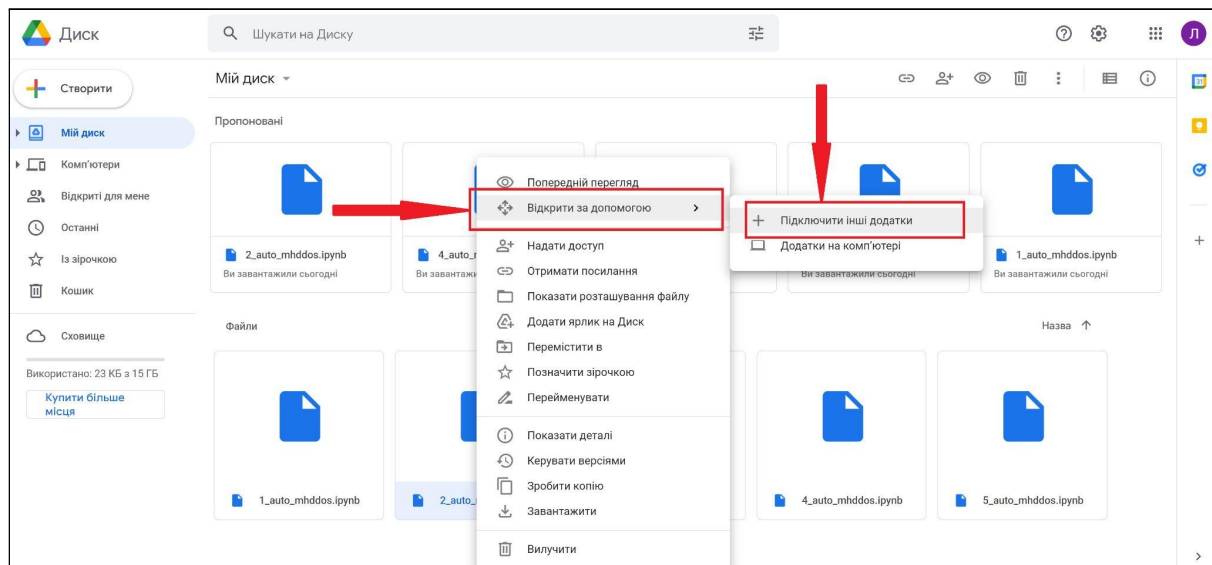 Диск
Шукати на Диску
Л
Створити
Мій диск
31
Пропоновані
Мій диск
Комп'ютери
Відкриті для мене
Останні
Із зірочкою
Кошик
Сховище
Використано: 23 КБ з 15 ГБ
Купити більше
місця
2_auto_mhddos.ipynb
Ви завантажили сьогодні
Ви завантажили сьогодні
1_auto_mhddos.ipynb
Ви завантажили сьогодні
Попередній перегляд
Відкрити за допомогою
Підключити інші додатки
Додатки на комп'ютері
Надати доступ
Отримати посилання
Показати розташування файлу
Додати ярлик на Диск
Перемістити в
Позначити зірочкою
Перейменувати
Показати деталі
Керувати версіями
Зробити копію
Завантажити
Вилучити
Файли
Назва
1_auto_mhddos.ipynb
4_auto_mhddos.ipynb
5_auto_mhddos.ipynb